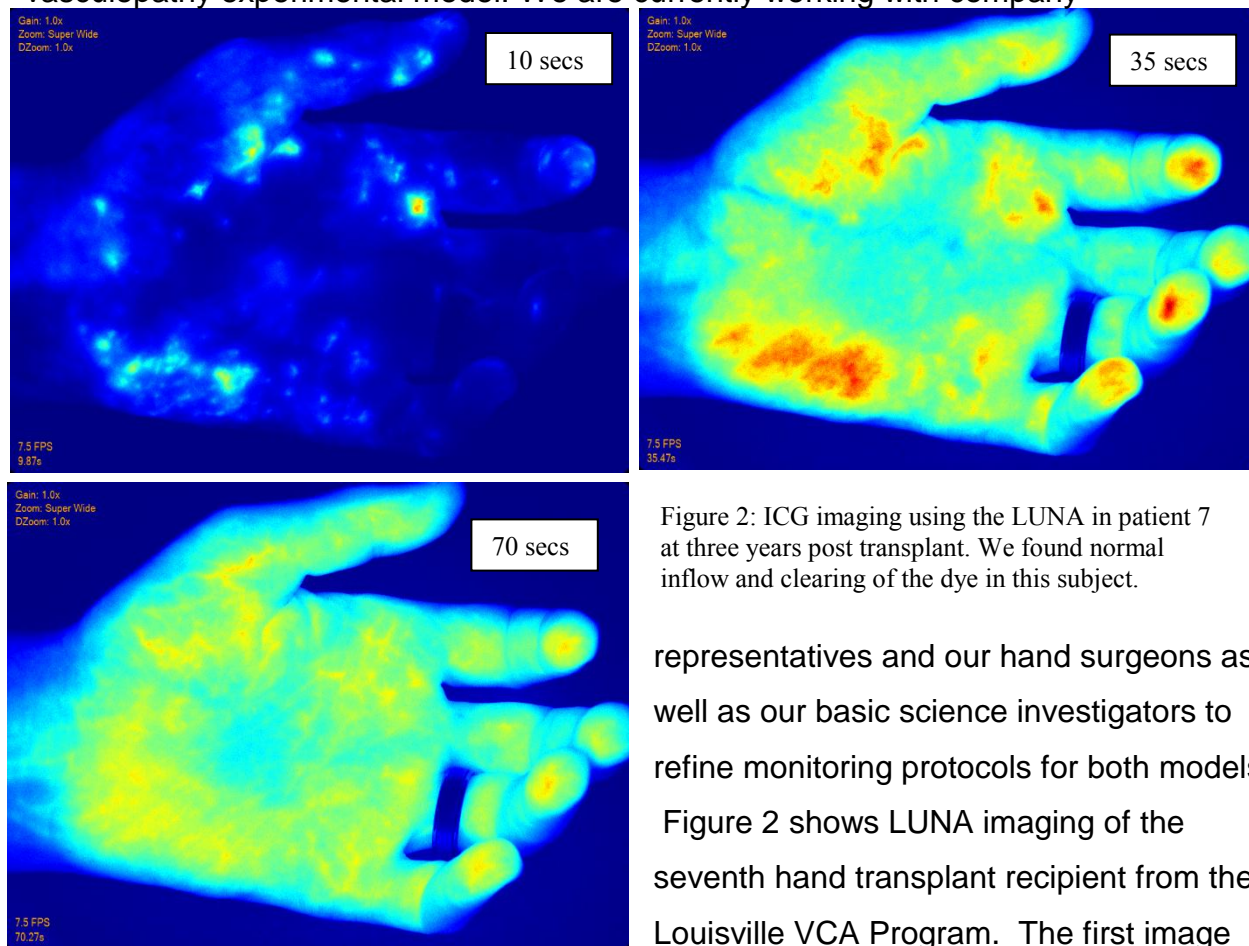 vasculopathy experimental model. We are currently working with company
Gain: 1.0x
Zoom: Super Wide
DZoom: 1.0x
10 secs
7.5 FPS
9.87s
Gain: 1.0x
Zoom: Super Wide
DZoom: 1.0x
35 secs
7.5 FPS
35.47s
Gain: 1.0x
Zoom: Super Wide
DZoom: 1.0x
70 secs
7.5 FPS
70.27s
Figure 2: ICG imaging using the LUNA in patient 7
at three years post transplant. We found normal
inflow and clearing of the dye in this subject.
representatives and our hand surgeons as
well as our basic science investigators to
refine monitoring protocols for both models
Figure 2 shows LUNA imaging of the
seventh hand transplant recipient from the
Louisville VCA Program. The first image